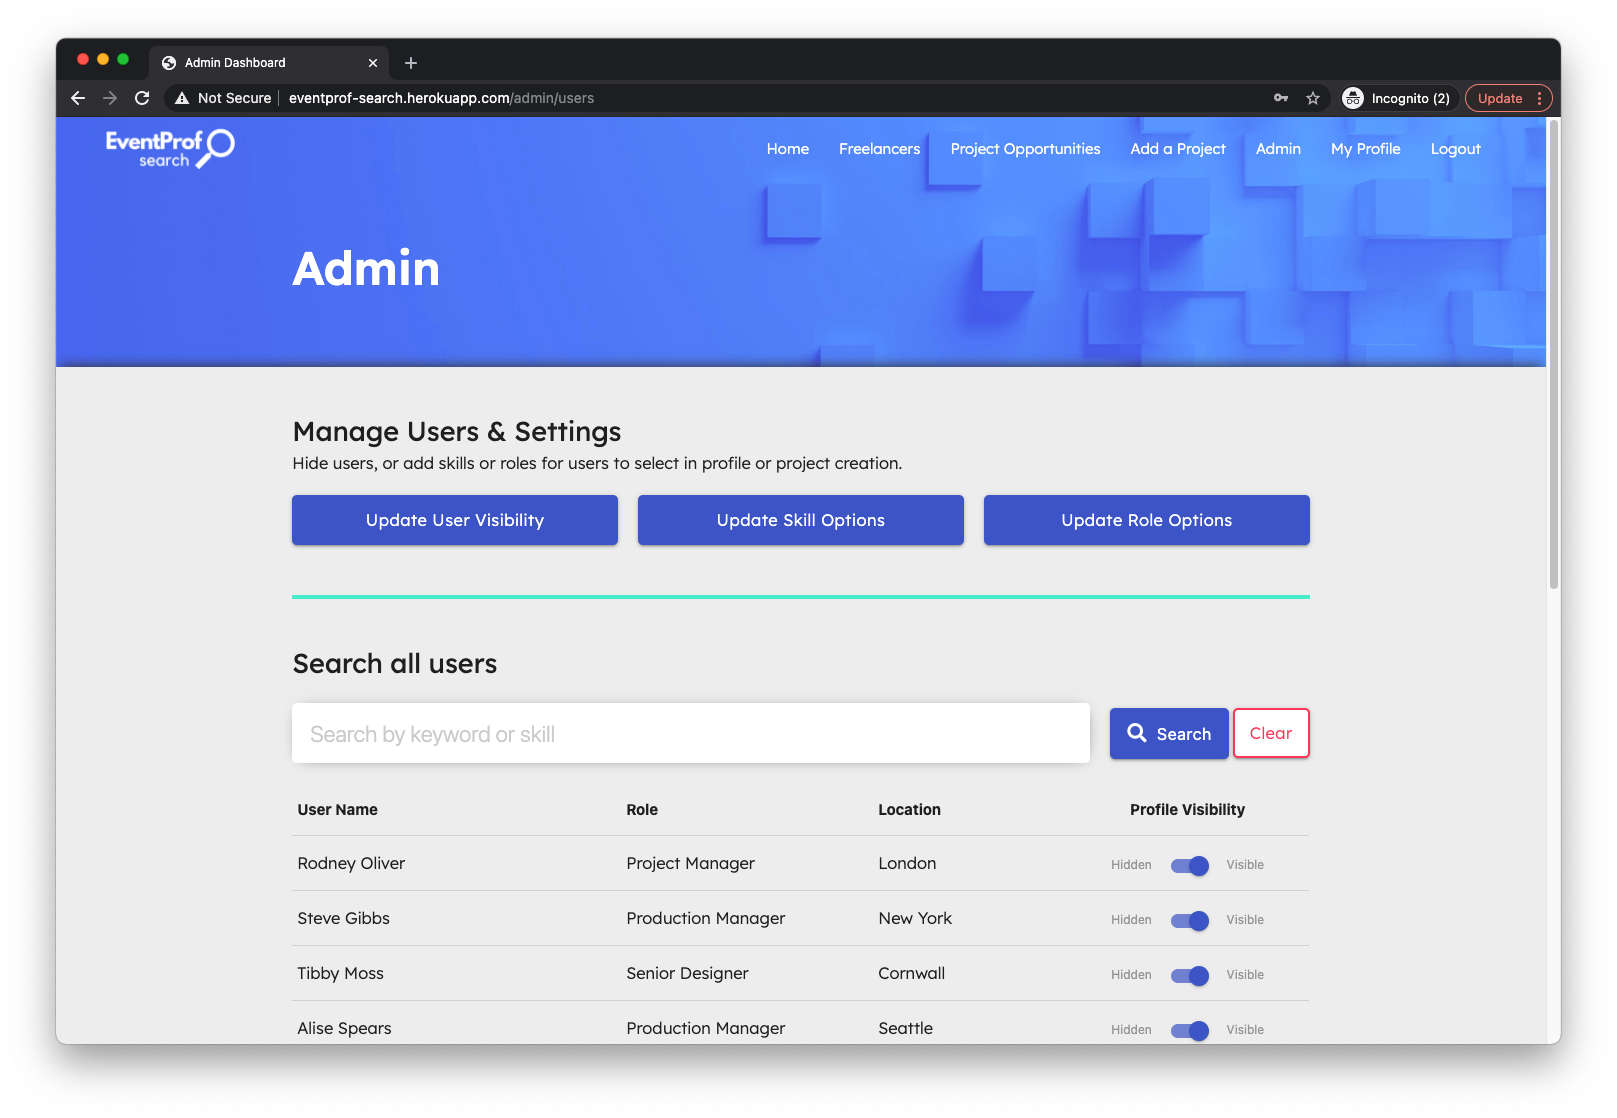 Admin Dashboard
Not Secure eventprof-search.herokuapp.com/admin/users Incognito (2) Update
EventProf
search
Home Freelancers Project Opportunities Add a Project Admin My Profile Logout
Admin
Manage Users & Settings
Hide users, or add skills or roles for users to select in profile or project creation.
Update User Visibility Update Skill Options Update Role Options
Search all users
Search by keyword or skill Search Clear
User Name Role Location Profile Visibility
Rodney Oliver Project Manager London Hidden Visible
Steve Gibbs Production Manager New York Hidden Visible
Tibby Moss Senior Designer Cornwall Hidden Visible
Alise Spears Production Manager Seattle Hidden Visible